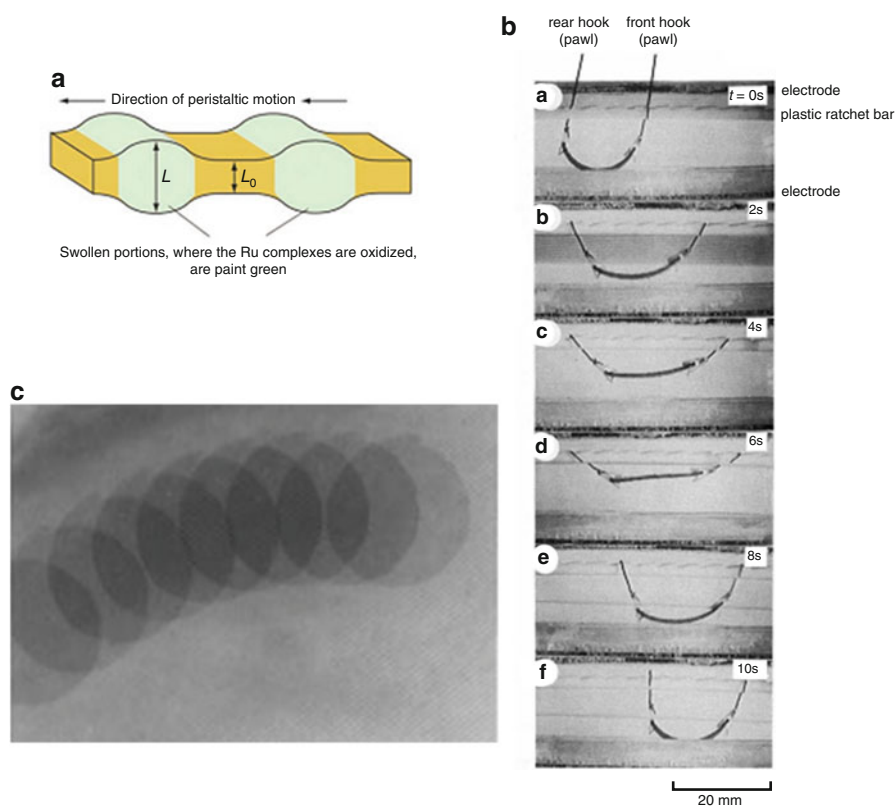 a
Direction of peristaltic motion
L
L0
Swollen portions, where the Ru complexes are oxidized,
are paint green
b
rear hook
(pawl)
front hook
(pawl)
a
t = 0s
electrode
plastic ratchet bar
electrode
b
2s
c
4s
d
6s
e
8s
f
10s
20 mm
c